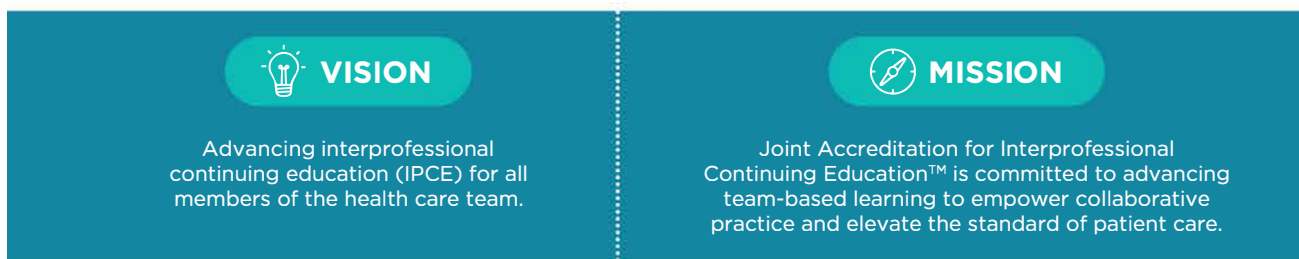 VISION
Advancing interprofessional
continuing education (IPCE) for all
members of the health care team.
MISSION
Joint Accreditation for Interprofessional
Continuing Education™ is committed to advancing
team-based learning to empower collaborative
practice and elevate the standard of patient care.